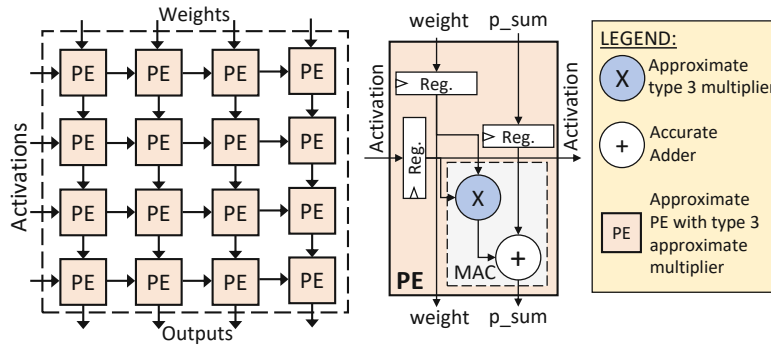 Weights
PE PE PE PE
PE PE PE PE
PE PE PE PE
PE PE PE PE
Activations
Outputs
weight p_sum
Reg.
Reg.
Reg.
Activation
Activation
X
+
MAC
PE
weight p_sum
LEGEND:
X
Approximate
type 3 multiplier
+
Accurate
Adder
PE
Approximate
PE with type 3
approximate
multiplier